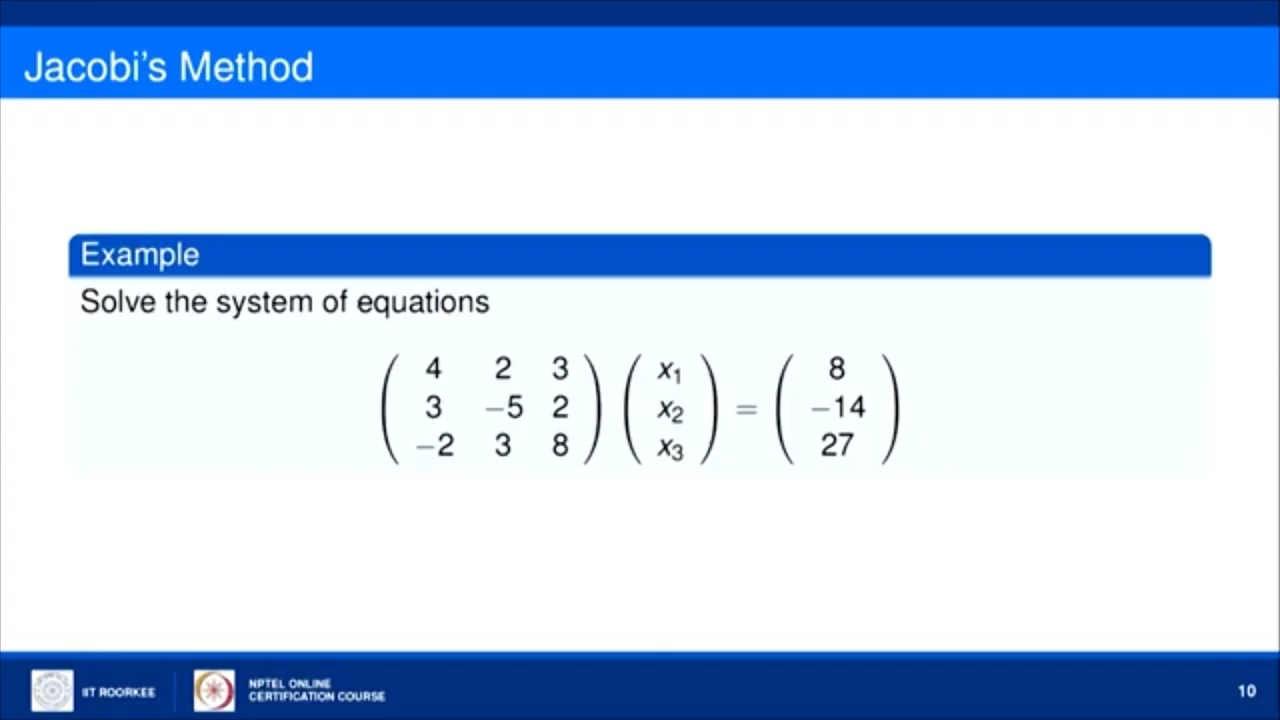 Jacobi's Method
Example
Solve the system of equations
( 4 2 3 ) ( x₁ ) = ( 8 )
( 3 −5 2 ) ( x₂ ) = ( −14 )
( −2 3 8 ) ( x₃ ) = ( 27 )
IIT ROORKEE
NPTEL ONLINE
CERTIFICATION COURSE
10